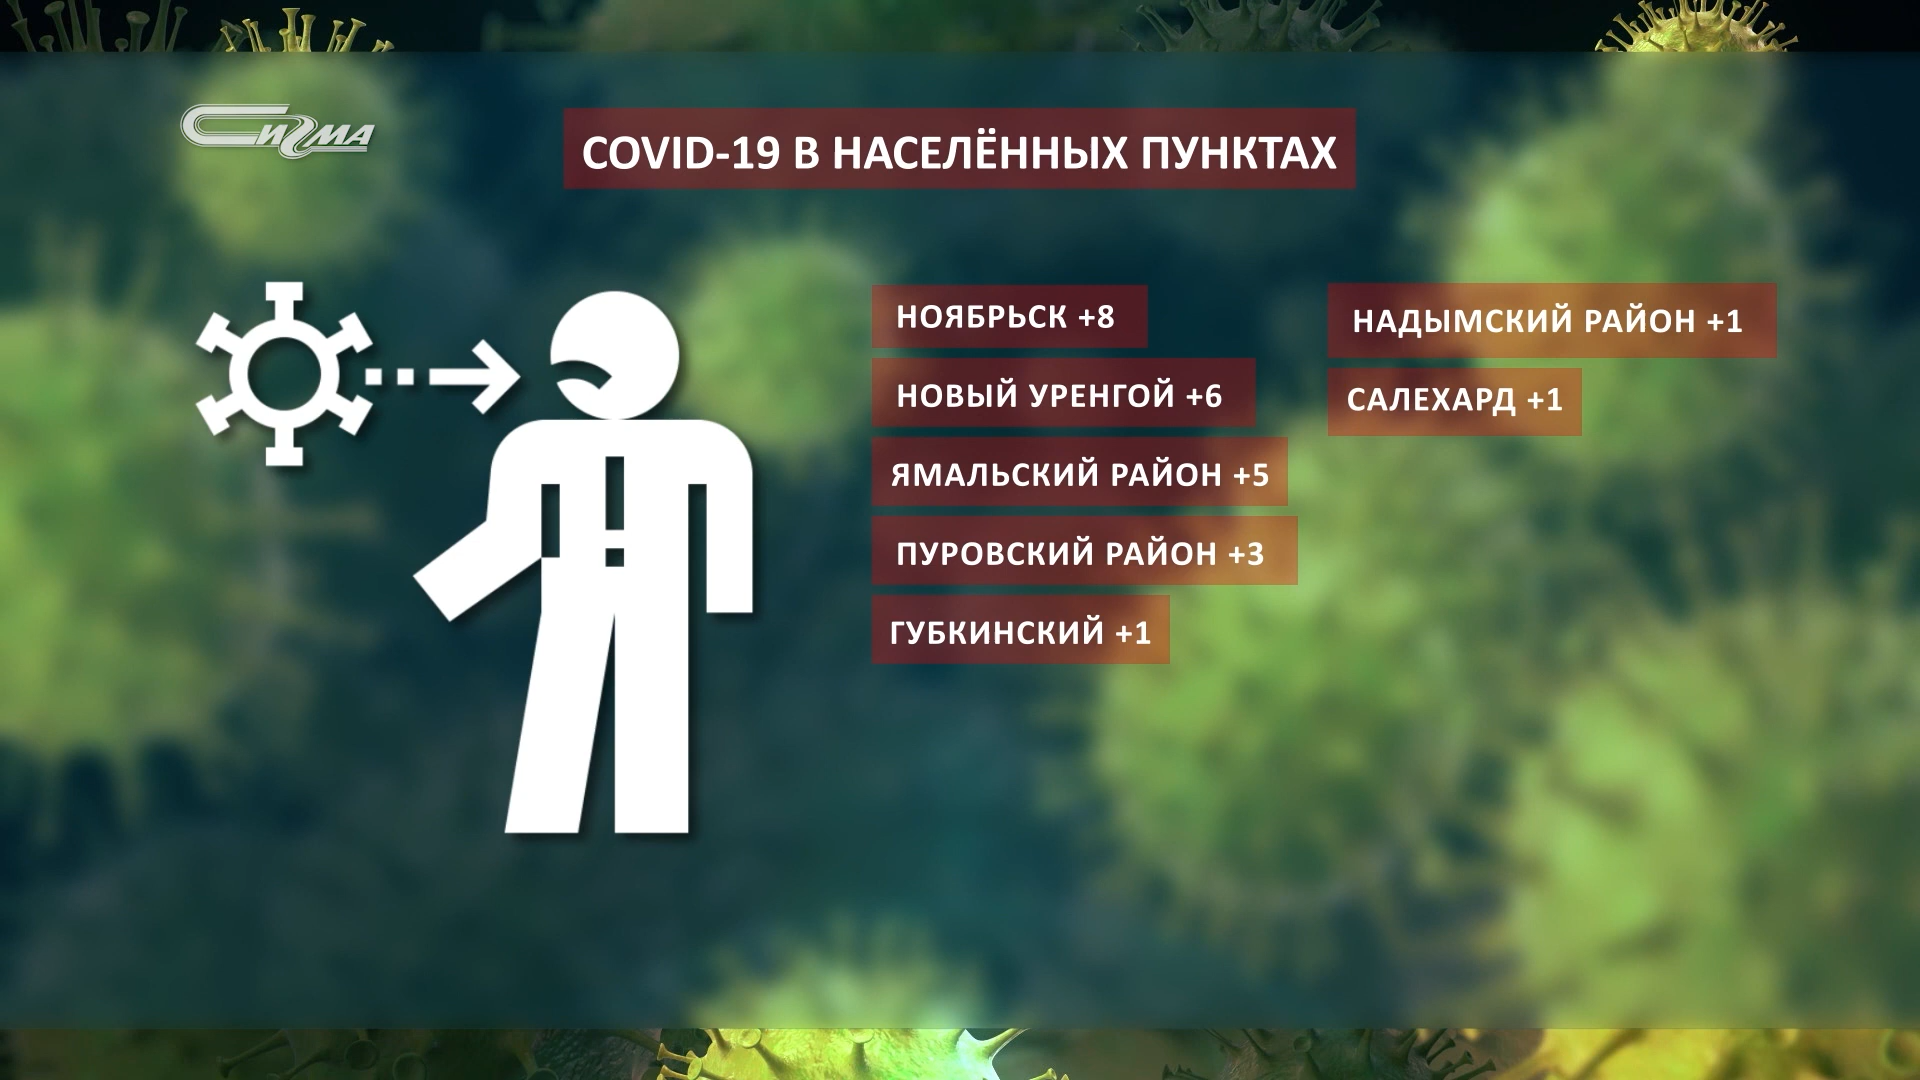 Сигма
COVID-19 В НАСЕЛЁННЫХ ПУНКТАХ
НОЯБРЬСК +8
НОВЫЙ УРЕНГОЙ +6
ЯМАЛЬСКИЙ РАЙОН +5
ПУРОВСКИЙ РАЙОН +3
ГУБКИНСКИЙ +1
НАДЫМСКИЙ РАЙОН +1
САЛЕХАРД +1